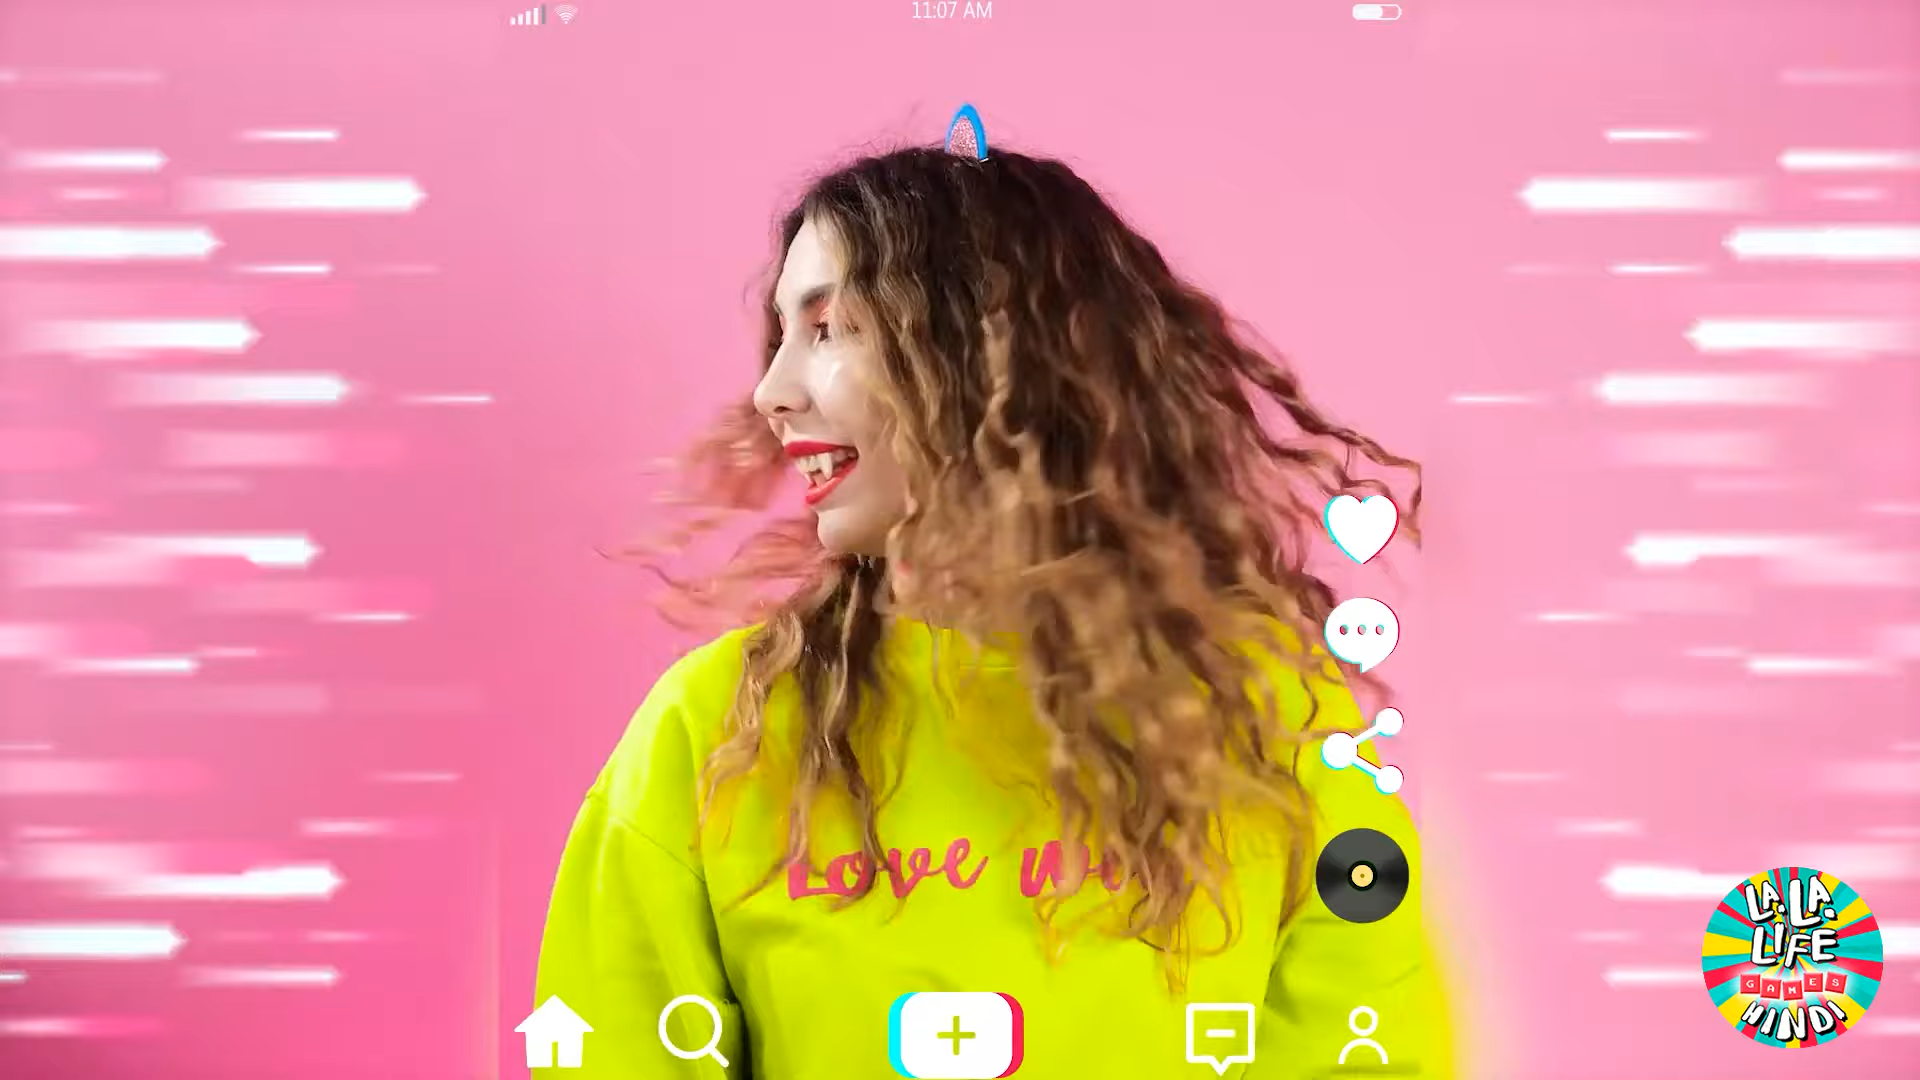 11:07 AM
Love
LA LA
LIFE
GAMES
HINDI